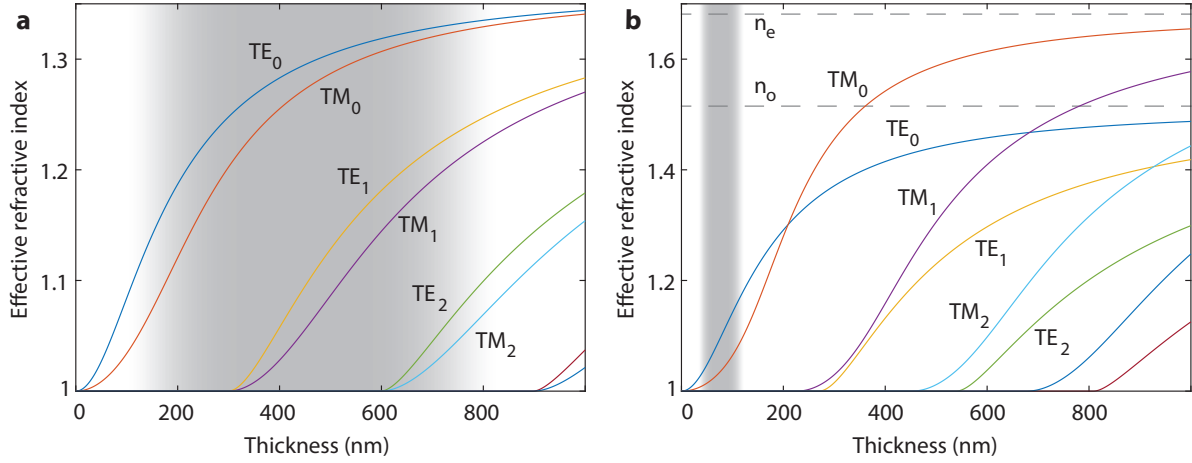 a
Effective refractive index
1.3
1.2
1.1
1
TE0
TM0
TE1
TM1
TE2
TM2
0 200 400 600 800
Thickness (nm)
b
Effective refractive index
1.6
1.4
1.2
1
ne
no
TM0
TE0
TM1
TE1
TM2
TE2
0 200 400 600 800
Thickness (nm)